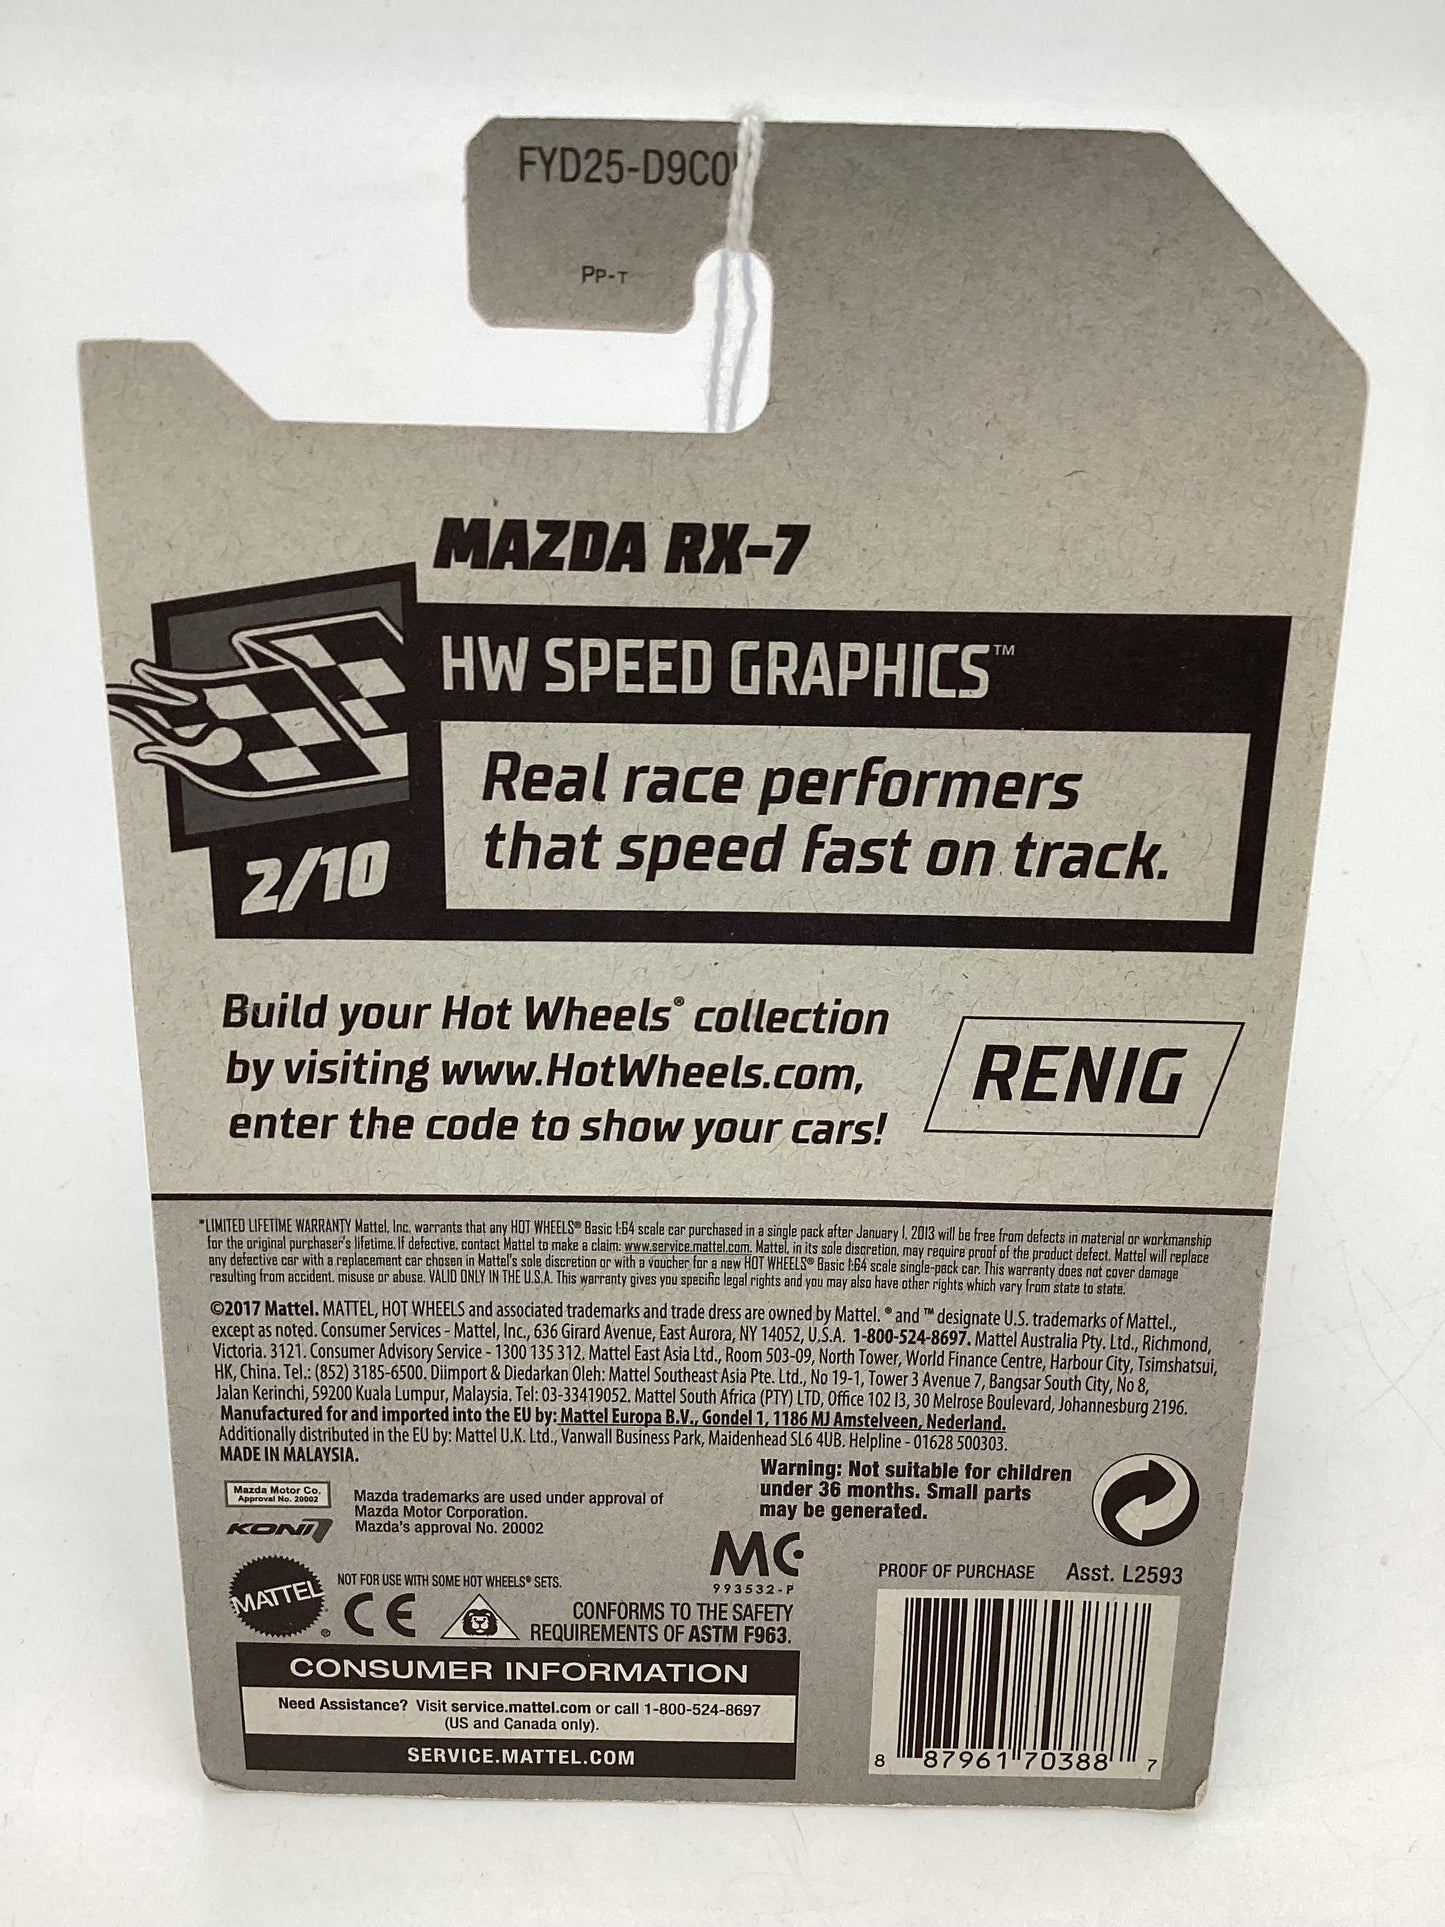 FYD25-D9C0
PP-T
MAZDA RX-7
HW SPEED GRAPHICS™
Real race performers
that speed fast on track.
2/10
Build your Hot Wheels® collection
by visiting www.HotWheels.com,
enter the code to show your cars!
RENIG
*LIMITED LIFETIME WARRANTY Mattel, Inc. warrants that any HOT WHEELS® Basic 1:64 scale car purchased in a single pack after January 1, 2013 will be free from defects in material or workmanship
for the original purchaser's lifetime. If defective, contact Mattel to make a claim: www.service.mattel.com. Mattel, in its sole discretion, may require proof of the product defect. Mattel will replace
any defective car with a replacement car chosen in Mattel's sole discretion or with a voucher for a new HOT WHEELS® Basic 1:64 scale single-pack car. This warranty does not cover damage
resulting from accident, misuse or abuse. VALID ONLY IN THE U.S.A. This warranty gives you specific legal rights and you may also have other rights which vary from state to state.
©2017 Mattel. MATTEL, HOT WHEELS and associated trademarks and trade dress are owned by Mattel. ® and ™ designate U.S. trademarks of Mattel.,
except as noted. Consumer Services - Mattel, Inc., 636 Girard Avenue, East Aurora, NY 14052, U.S.A. 1-800-524-8697. Mattel Australia Pty. Ltd., Richmond,
Victoria. 3121. Consumer Advisory Service - 1300 135 312. Mattel East Asia Ltd., Room 503-09, North Tower, World Finance Centre, Harbour City, Tsimshatsui,
HK, China. Tel.: (852) 3185-6500. Diimport & Diedarkan Oleh: Mattel Southeast Asia Pte. Ltd., No 19-1, Tower 3 Avenue 7, Bangsar South City, No 8,
Jalan Kerinchi, 59200 Kuala Lumpur, Malaysia. Tel: 03-33419052. Mattel South Africa (PTY) LTD, Office 102 I3, 30 Melrose Boulevard, Johannesburg 2196.
Manufactured for and imported into the EU by: Mattel Europa B.V., Gondel 1, 1186 MJ Amstelveen, Nederland.
Additionally distributed in the EU by: Mattel U.K. Ltd., Vanwall Business Park, Maidenhead SL6 4UB. Helpline - 01628 500303.
MADE IN MALAYSIA.
Warning: Not suitable for children
under 36 months. Small parts
may be generated.
Mazda Motor Co.
Approval No. 20002
KONI
Mazda trademarks are used under approval of
Mazda Motor Corporation.
Mazda's approval No. 20002
MC
993532-P
PROOF OF PURCHASE Asst. L2593
MATTEL®
NOT FOR USE WITH SOME HOT WHEELS® SETS.
CE
CONFORMS TO THE SAFETY
REQUIREMENTS OF ASTM F963.
CONSUMER INFORMATION
Need Assistance? Visit service.mattel.com or call 1-800-524-8697
(US and Canada only).
SERVICE.MATTEL.COM
8 87961 70388 7